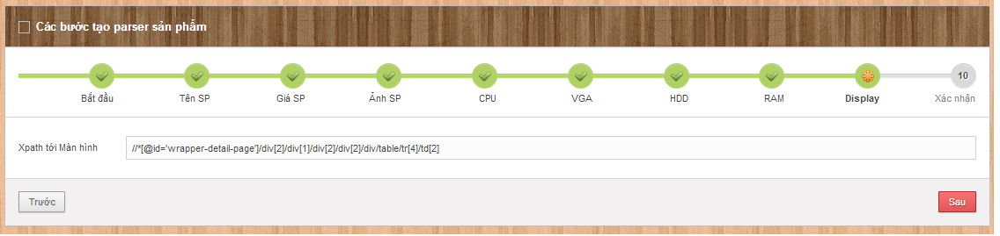 Các bước tạo parser sản phẩm
Bắt đầu Tên SP Giá SP Ảnh SP CPU VGA HDD RAM Display 10 Xác nhận
Xpath tới Màn hình //*[@id='wrapper-detail-page']/div[2]/div[1]/div[2]/div[2]/div/table/tr[4]/td[2]
Trước Sau